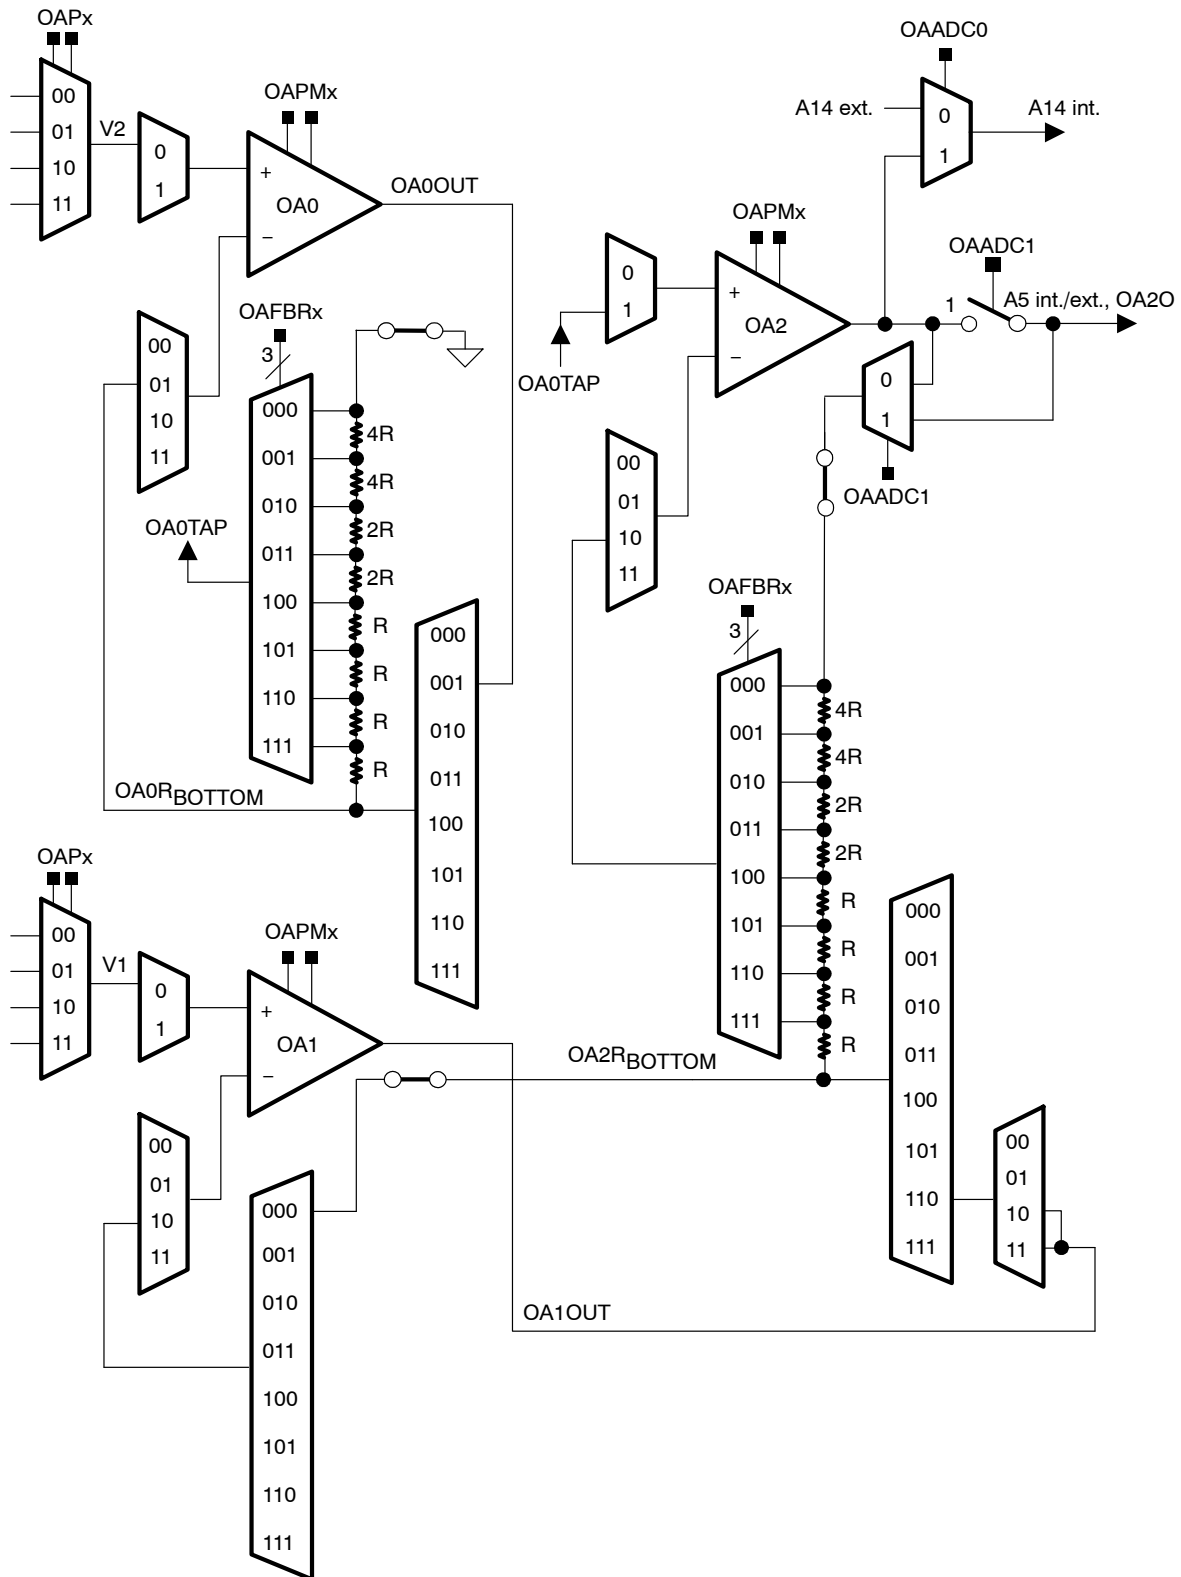 OAPx
00
01
10
11
V2
0
1
OAPMx
+
OA0
−
OA0OUT
00
01
10
11
OAFBRx
3
000
001
010
011
100
101
110
111
4R
4R
2R
2R
R
R
R
R
OA0TAP
OA0RBOTTOM
000
001
010
011
100
101
110
111
OAADC0
A14 ext.
0
1
A14 int.
OAPMx
0
1
OA0TAP
+
OA2
−
OAADC1
1
A5 int./ext., OA2O
0
1
OAADC1
00
01
10
11
OAFBRx
3
000
001
010
011
100
101
110
111
4R
4R
2R
2R
R
R
R
R
OA2RBOTTOM
000
001
010
011
100
101
110
111
00
01
10
11
OAPx
00
01
10
11
V1
0
1
OAPMx
+
OA1
−
00
01
10
11
000
001
010
011
100
101
110
111
OA1OUT